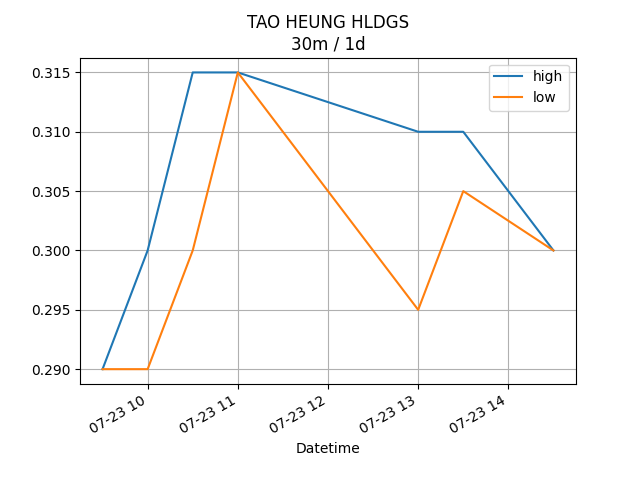 TAO HEUNG HLDGS
30m / 1d
high
low
0.315
0.310
0.305
0.300
0.295
0.290
07-23 10
07-23 11
07-23 12
07-23 13
07-23 14
Datetime